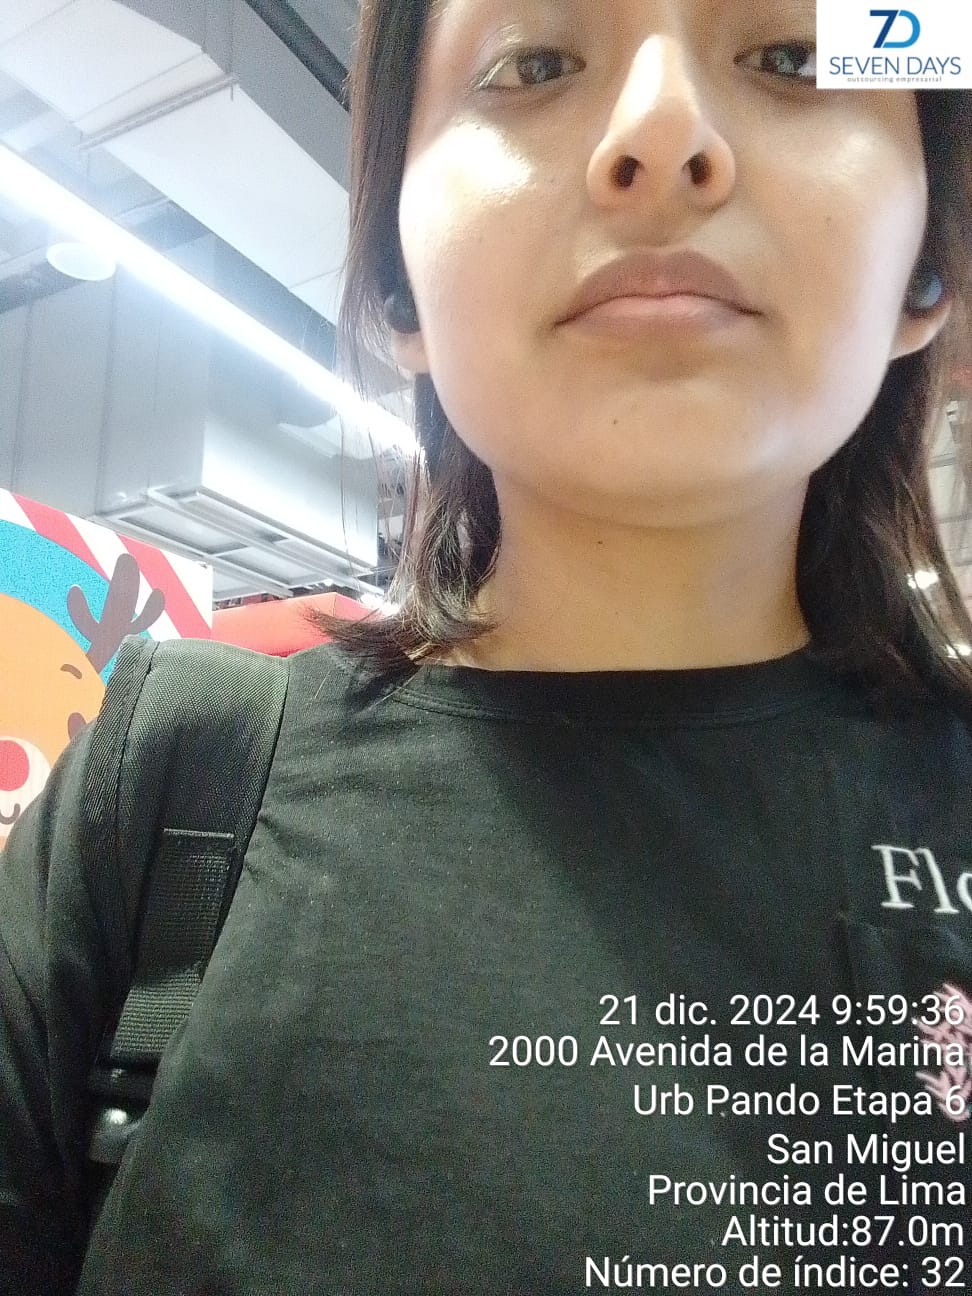 7D
SEVEN DAYS
outsourcing empresarial
Flo
21 dic. 2024 9:59:36
2000 Avenida de la Marina
Urb Pando Etapa 6
San Miguel
Provincia de Lima
Altitud:87.0m
Número de índice: 32